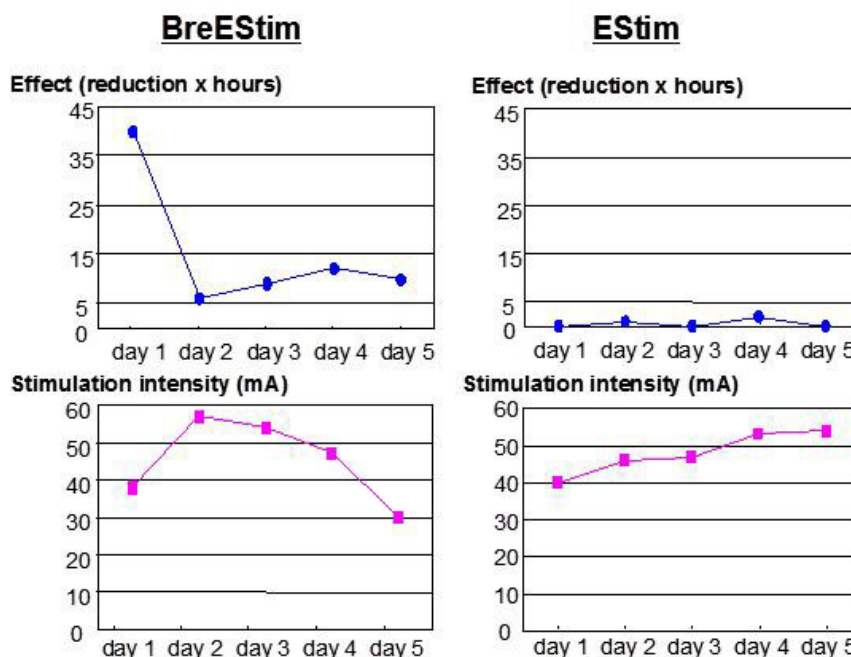 BreEStim
EStim
Effect (reduction x hours)
45
35
25
15
5
0
day 1 day 2 day 3 day 4 day 5
Effect (reduction x hours)
45
35
25
15
5
0
day 1 day 2 day 3 day 4 day 5
Stimulation intensity (mA)
60
50
40
30
20
10
0
day 1 day 2 day 3 day 4 day 5
Stimulation intensity (mA)
60
50
40
30
20
10
0
day 1 day 2 day 3 day 4 day 5